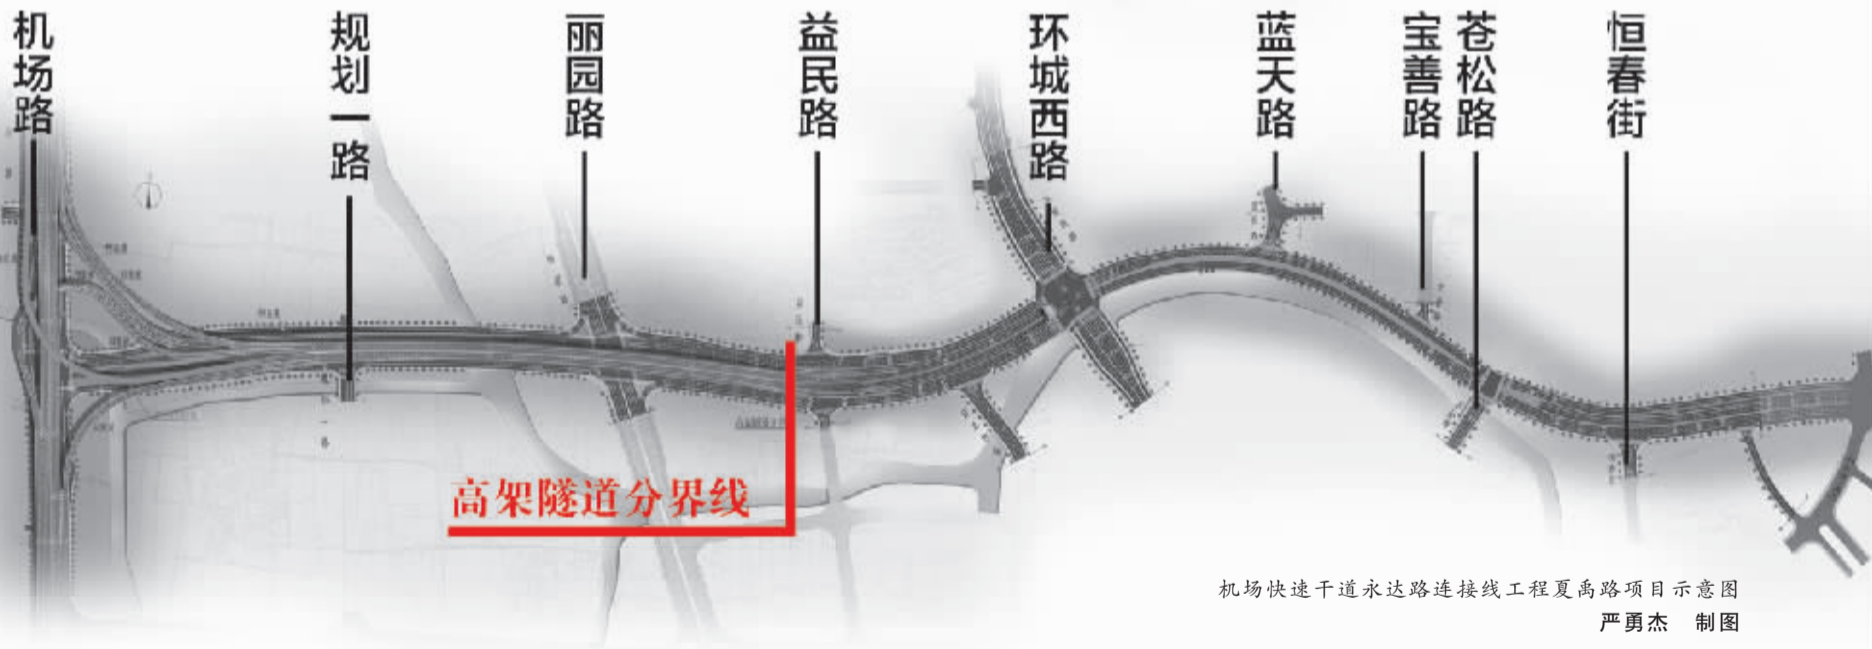 机场路
规划一路
丽园路
益民路
环城西路
蓝天路
宝善路
苍松路
恒春街
高架隧道分界线
机场快速干道永达路连接线工程夏禹路项目示意图
严勇杰 制图